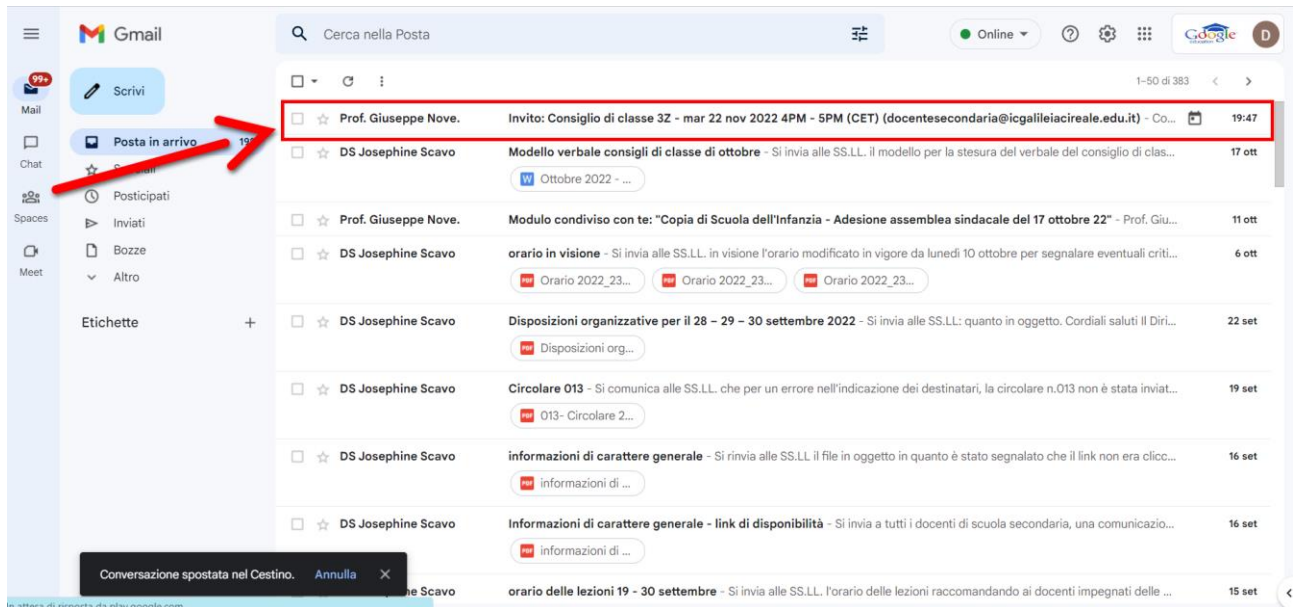 Gmail
Cerca nella Posta
Online
Google
D
99+
Mail
Chat
Spaces
Meet
Scrivi
Posta in arrivo
Posticipati
Inviati
Bozze
Altro
Etichette
1–50 di 383
Prof. Giuseppe Nove. Invito: Consiglio di classe 3Z - mar 22 nov 2022 4PM - 5PM (CET) (docentesecondaria@icgalileiacireale.edu.it) - Co... 19:47
DS Josephine Scavo Modello verbale consigli di classe di ottobre - Si invia alle SS.LL. il modello per la stesura del verbale del consiglio di clas... 17 ott
W Ottobre 2022 - ...
Prof. Giuseppe Nove. Modulo condiviso con te: "Copia di Scuola dell'Infanzia - Adesione assemblea sindacale del 17 ottobre 22" - Prof. Giu... 11 ott
DS Josephine Scavo orario in visione - Si invia alle SS.LL. in visione l'orario modificato in vigore da lunedì 10 ottobre per segnalare eventuali criti... 6 ott
PDF Orario 2022_23... PDF Orario 2022_23... PDF Orario 2022_23...
DS Josephine Scavo Disposizioni organizzative per il 28 – 29 – 30 settembre 2022 - Si invia alle SS.LL: quanto in oggetto. Cordiali saluti Il Diri... 22 set
PDF Disposizioni org...
DS Josephine Scavo Circolare 013 - Si comunica alle SS.LL. che per un errore nell'indicazione dei destinatari, la circolare n.013 non è stata inviat... 19 set
PDF 013- Circolare 2...
DS Josephine Scavo informazioni di carattere generale - Si rinvia alle SS.LL il file in oggetto in quanto è stato segnalato che il link non era clicc... 16 set
PDF informazioni di ...
DS Josephine Scavo Informazioni di carattere generale - link di disponibilità - Si invia a tutti i docenti di scuola secondaria, una comunicazio... 16 set
PDF informazioni di ...
ne Scavo orario delle lezioni 19 - 30 settembre - Si invia alle SS.LL. l'orario delle lezioni raccomandando ai docenti impegnati delle ... 15 set
Conversazione spostata nel Cestino. Annulla